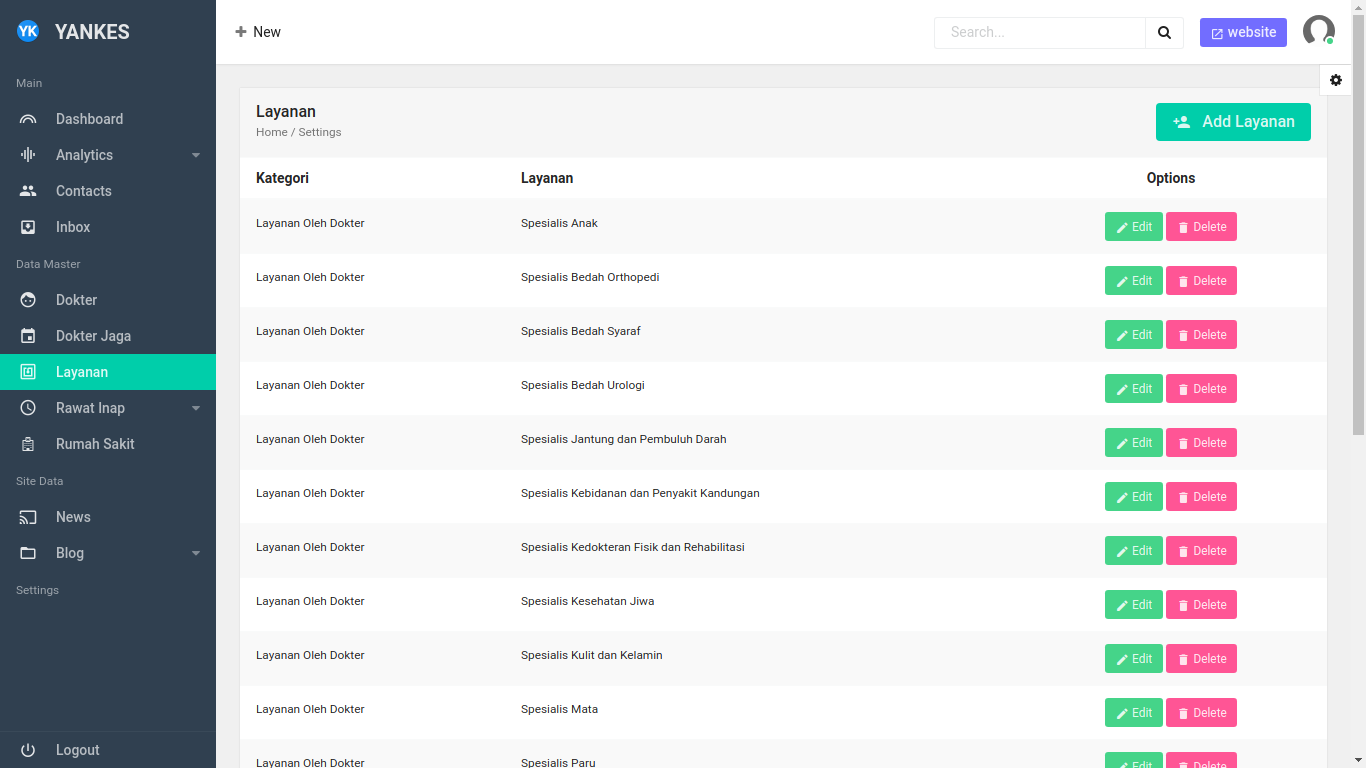 YK YANKES
Main
Dashboard
Analytics
Contacts
Inbox
Data Master
Dokter
Dokter Jaga
Layanan
Rawat Inap
Rumah Sakit
Site Data
News
Blog
Settings
Logout
+ New
Search...
website
Layanan
Home / Settings
Add Layanan
Kategori Layanan Options
Layanan Oleh Dokter Spesialis Anak Edit Delete
Layanan Oleh Dokter Spesialis Bedah Orthopedi Edit Delete
Layanan Oleh Dokter Spesialis Bedah Syaraf Edit Delete
Layanan Oleh Dokter Spesialis Bedah Urologi Edit Delete
Layanan Oleh Dokter Spesialis Jantung dan Pembuluh Darah Edit Delete
Layanan Oleh Dokter Spesialis Kebidanan dan Penyakit Kandungan Edit Delete
Layanan Oleh Dokter Spesialis Kedokteran Fisik dan Rehabilitasi Edit Delete
Layanan Oleh Dokter Spesialis Kesehatan Jiwa Edit Delete
Layanan Oleh Dokter Spesialis Kulit dan Kelamin Edit Delete
Layanan Oleh Dokter Spesialis Mata Edit Delete
Layanan Oleh Dokter Spesialis Paru Edit Delete